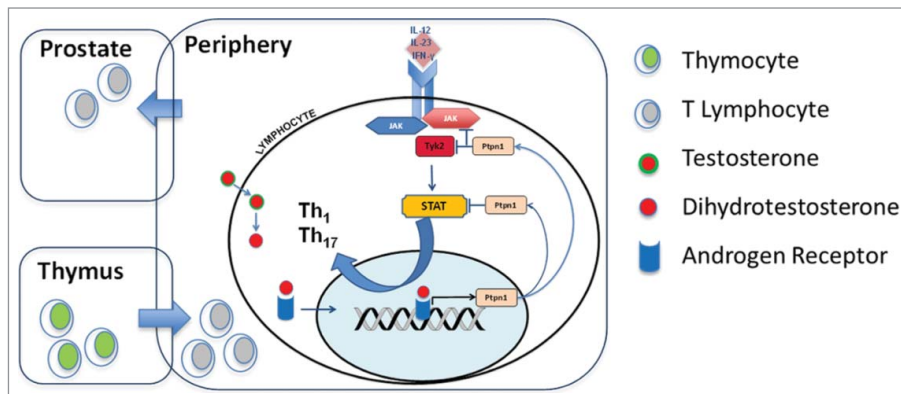 Prostate
Periphery
IL-12
IL-23
IFN-γ
LYMPHOCYTE
JAK
JAK
Tyk2
Ptpn1
STAT
Ptpn1
Th1
Th17
Ptpn1
Thymus
Thymocyte
T Lymphocyte
Testosterone
Dihydrotestosterone
Androgen Receptor